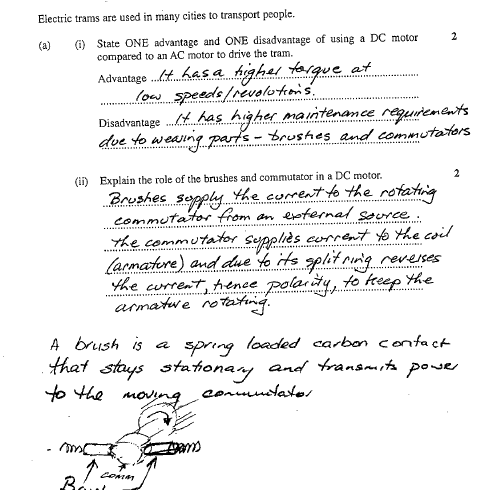 Electric trams are used in many cities to transport people.
(a) (i) State ONE advantage and ONE disadvantage of using a DC motor 2
compared to an AC motor to drive the tram.
Advantage It has a higher torque at
low speeds/revolutions.
Disadvantage It has higher maintenance requirements
due to wearing parts - brushes and commutators
(ii) Explain the role of the brushes and commutator in a DC motor. 2
Brushes supply the current to the rotating
commutator from an external source.
The commutator supplies current to the coil
(armature) and due to its split ring reverses
the current, hence polarity, to keep the
armature rotating.
A brush is a spring loaded carbon contact
that stays stationary and transmits power
to the moving commutator
COMM